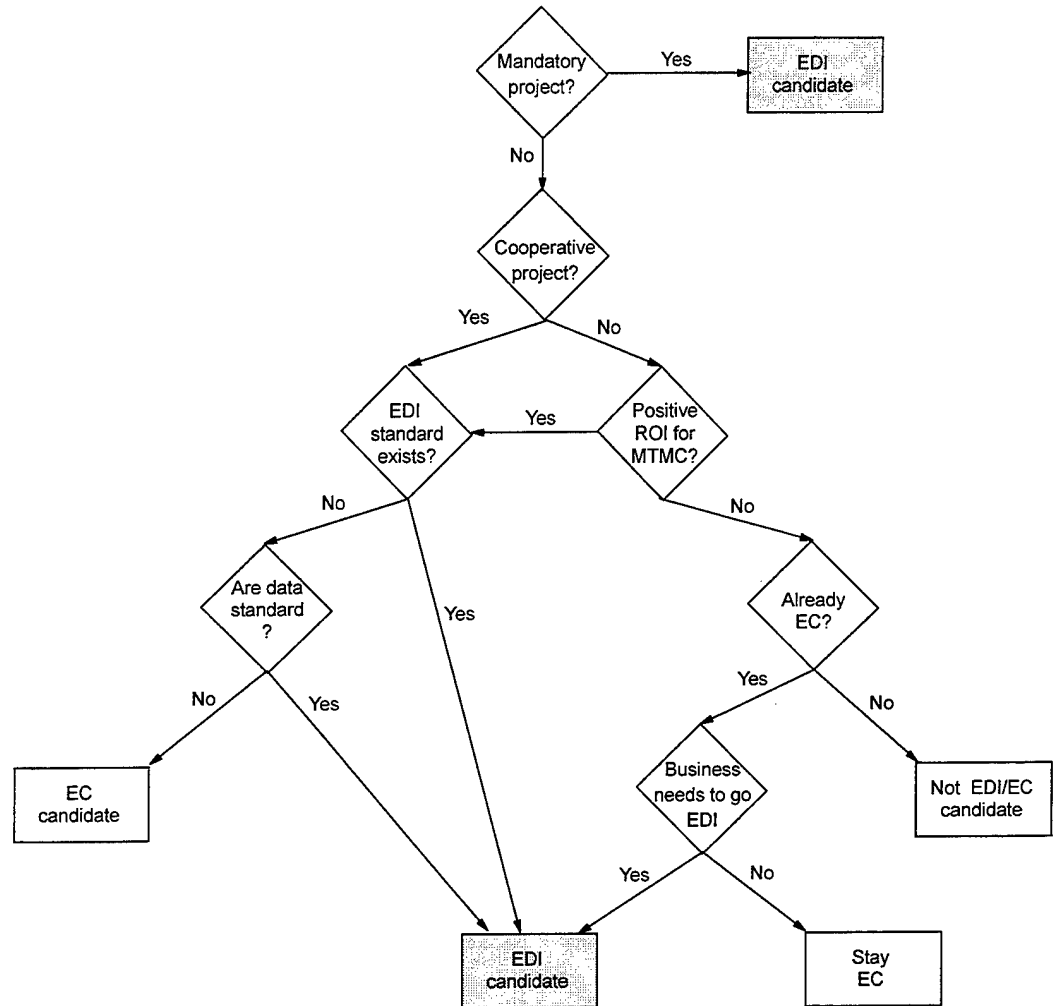 Mandatory
project?
Yes
EDI
candidate
No
Cooperative
project?
Yes
No
EDI
standard
exists?
Yes
Positive
ROI for
MTMC?
No
No
Are data
standard
?
Yes
Already
EC?
No
Yes
Yes
No
EC
candidate
Business
needs to go
EDI
Not EDI/EC
candidate
Yes
No
EDI
candidate
Stay
EC